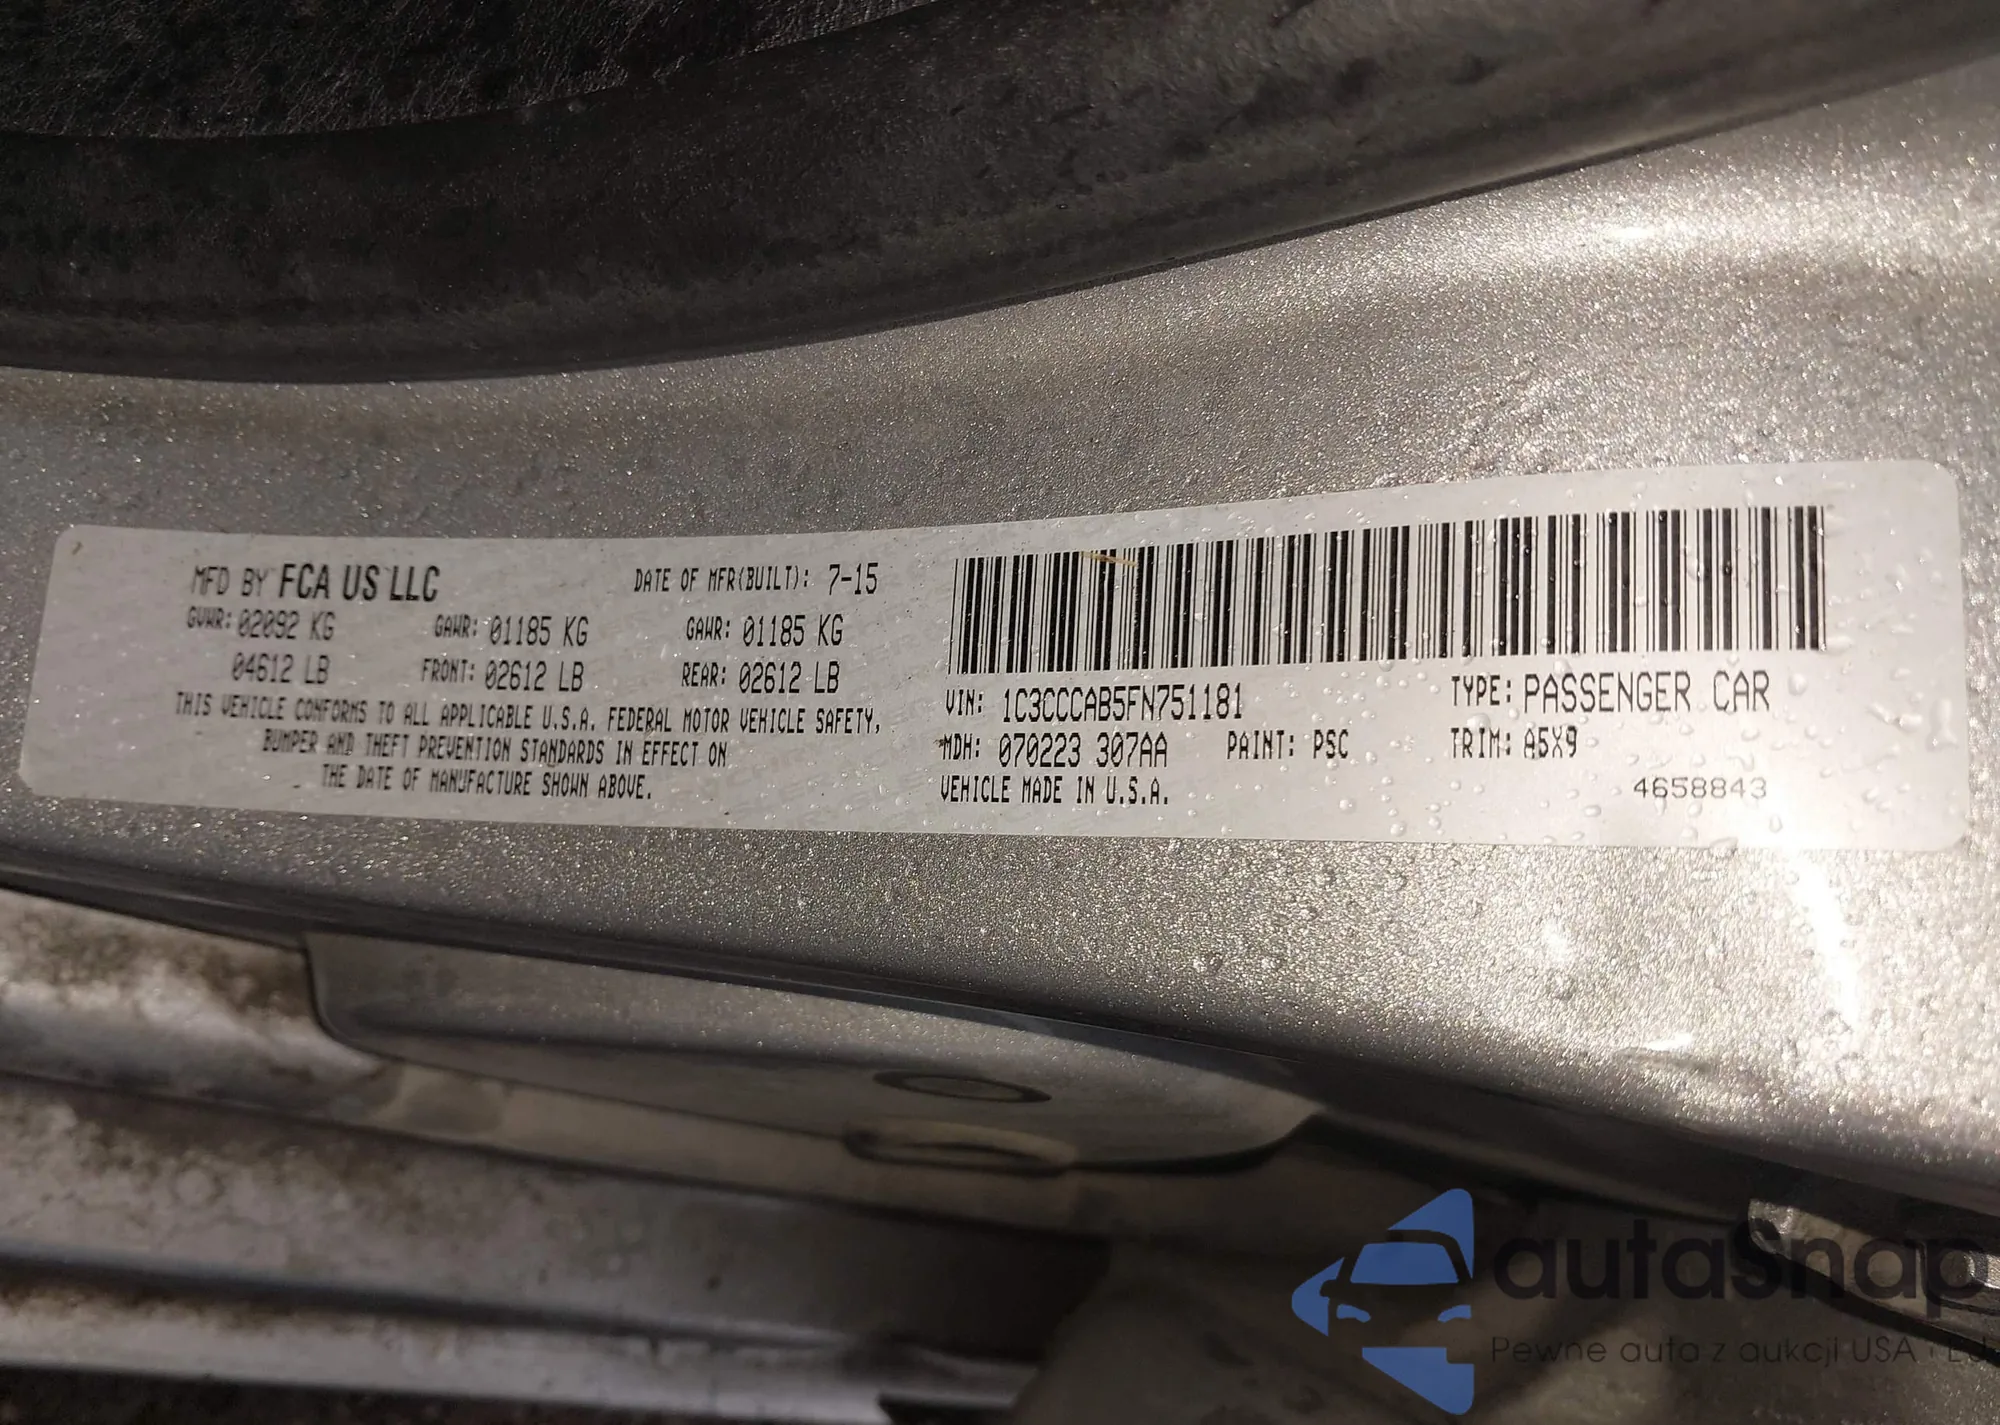 MFD BY FCA US LLC DATE OF MFR(BUILT): 7-15
GVWR: 02092 KG GAWR: 01185 KG GAWR: 01185 KG
04612 LB FRONT: 02612 LB REAR: 02612 LB
THIS VEHICLE CONFORMS TO ALL APPLICABLE U.S.A. FEDERAL MOTOR VEHICLE SAFETY,
BUMPER AND THEFT PREVENTION STANDARDS IN EFFECT ON
THE DATE OF MANUFACTURE SHOWN ABOVE.
VIN: 1C3CCCAB5FN751181 TYPE: PASSENGER CAR
MDH: 070223 307AA PAINT: PSC TRIM: A5X9
VEHICLE MADE IN U.S.A.
4658843
autaSnap
Pewne auta z aukcji USA